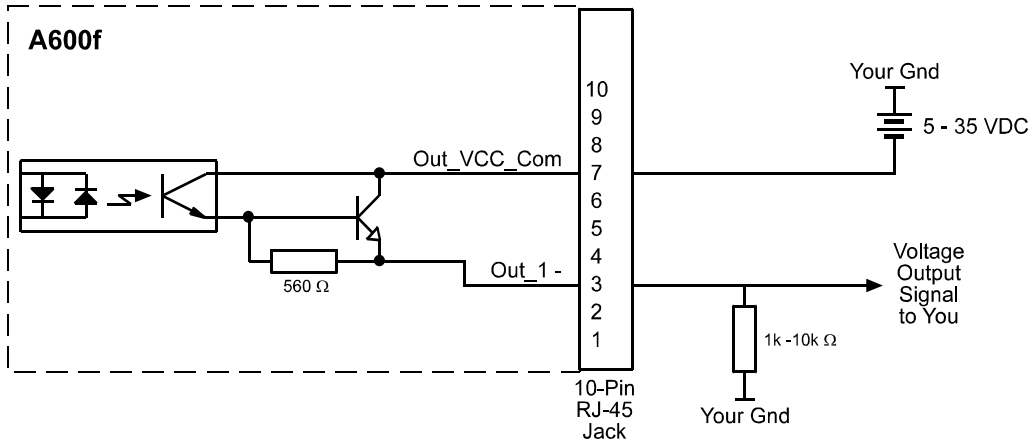 A600f
Your Gnd
5 - 35 VDC
10
9
8
7
6
5
4
3
2
1
Out_VCC_Com
Out_1 -
560 Ω
Voltage
Output
Signal
to You
1k -10k Ω
Your Gnd
10-Pin
RJ-45
Jack